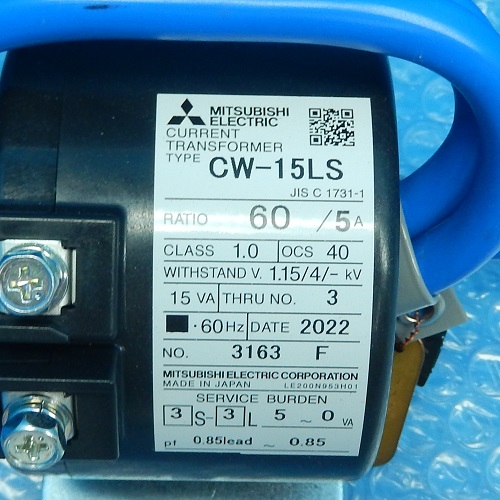 MITSUBISHI
ELECTRIC
CURRENT
TRANSFORMER
TYPE CW-15LS
JIS C 1731-1
RATIO 60 /5A
CLASS 1.0 OCS 40
WITHSTAND V. 1.15/4/- kV
15 VA THRU NO. 3
■·60Hz DATE 2022
NO. 3163 F
MITSUBISHI ELECTRIC CORPORATION
MADE IN JAPAN LE200N953H01
SERVICE BURDEN
3 S-3 L 5 ~ 0 VA
pf 0.85lead ~ 0.85